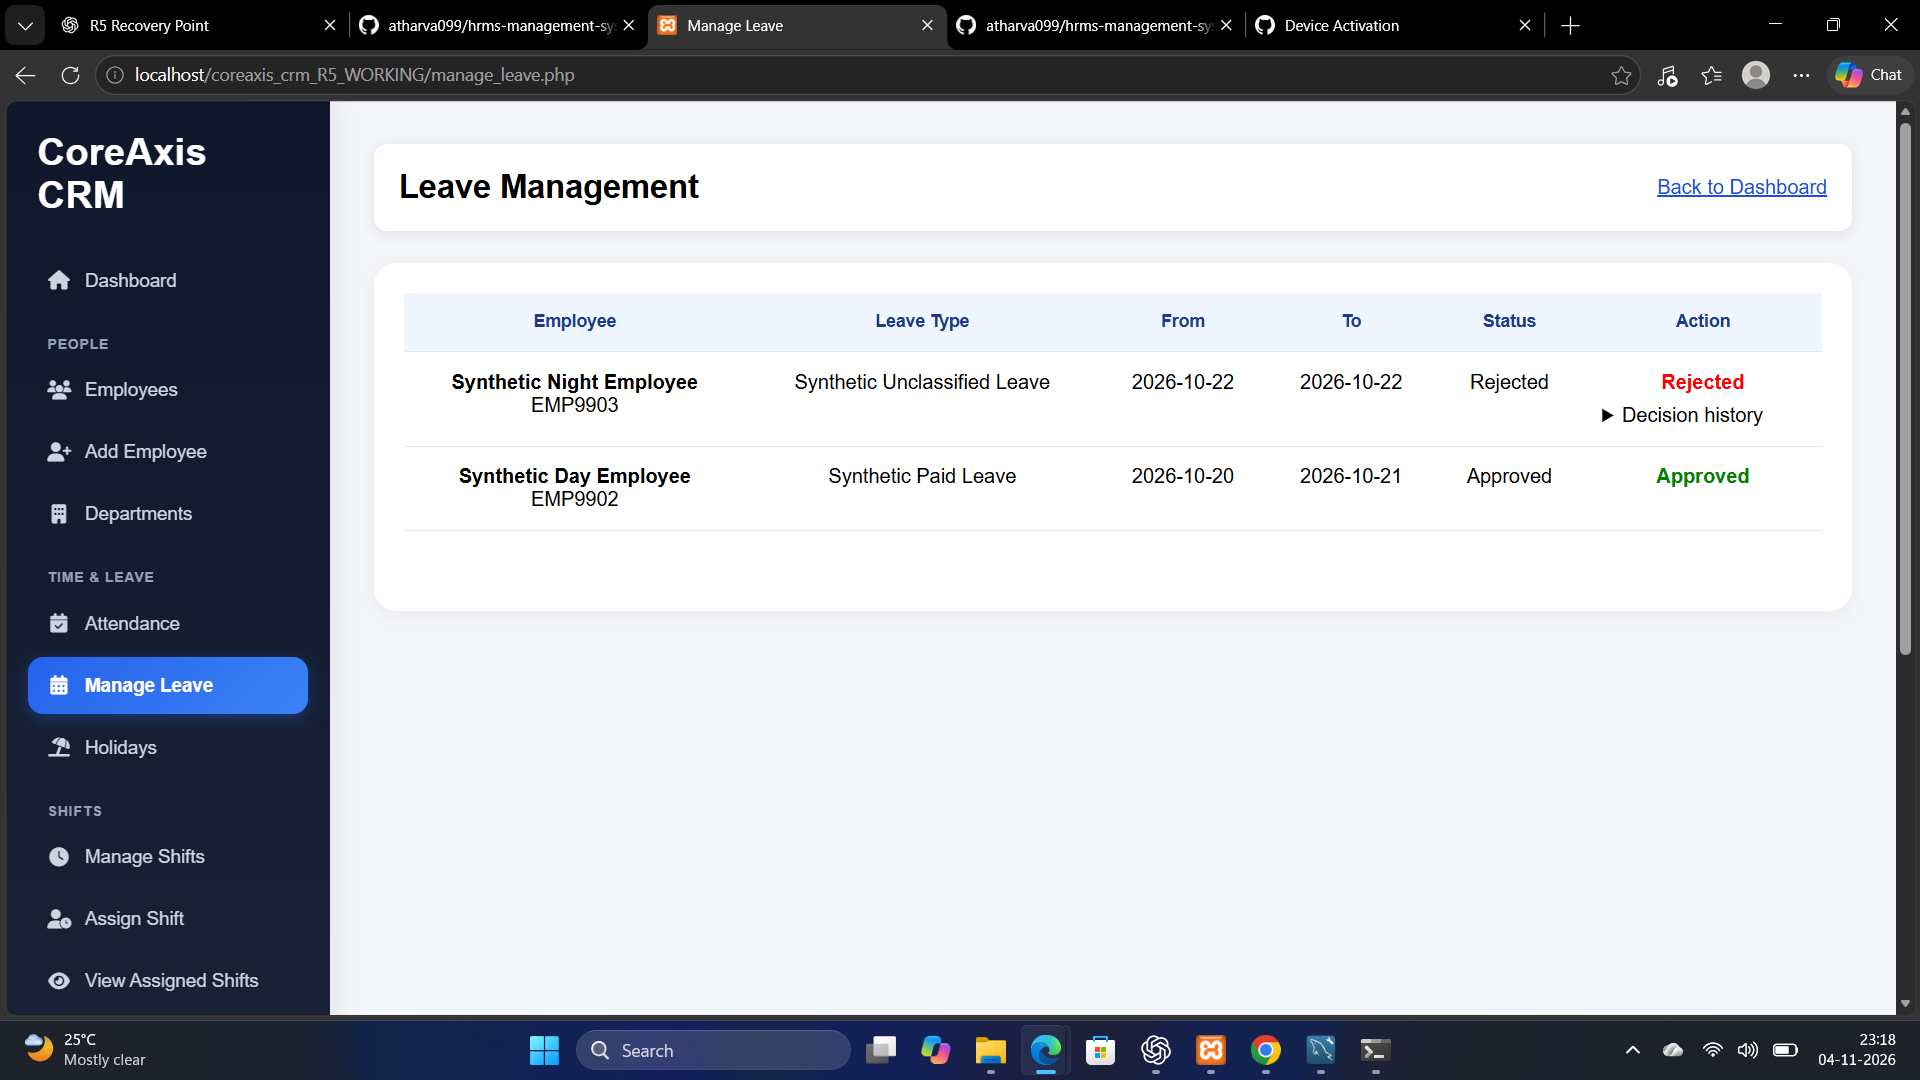 R5 Recovery Point
atharva099/hrms-management-sys
Manage Leave
atharva099/hrms-management-sys
Device Activation
localhost/coreaxis_crm_R5_WORKING/manage_leave.php
Chat
CoreAxis
CRM
Dashboard
PEOPLE
Employees
Add Employee
Departments
TIME & LEAVE
Attendance
Manage Leave
Holidays
SHIFTS
Manage Shifts
Assign Shift
View Assigned Shifts
Leave Management
Back to Dashboard
Employee Leave Type From To Status Action
Synthetic Night Employee Synthetic Unclassified Leave 2026-10-22 2026-10-22 Rejected Rejected
EMP9903
Decision history
Synthetic Day Employee Synthetic Paid Leave 2026-10-20 2026-10-21 Approved Approved
EMP9902
25°C
Mostly clear
Search
23:18
04-11-2026